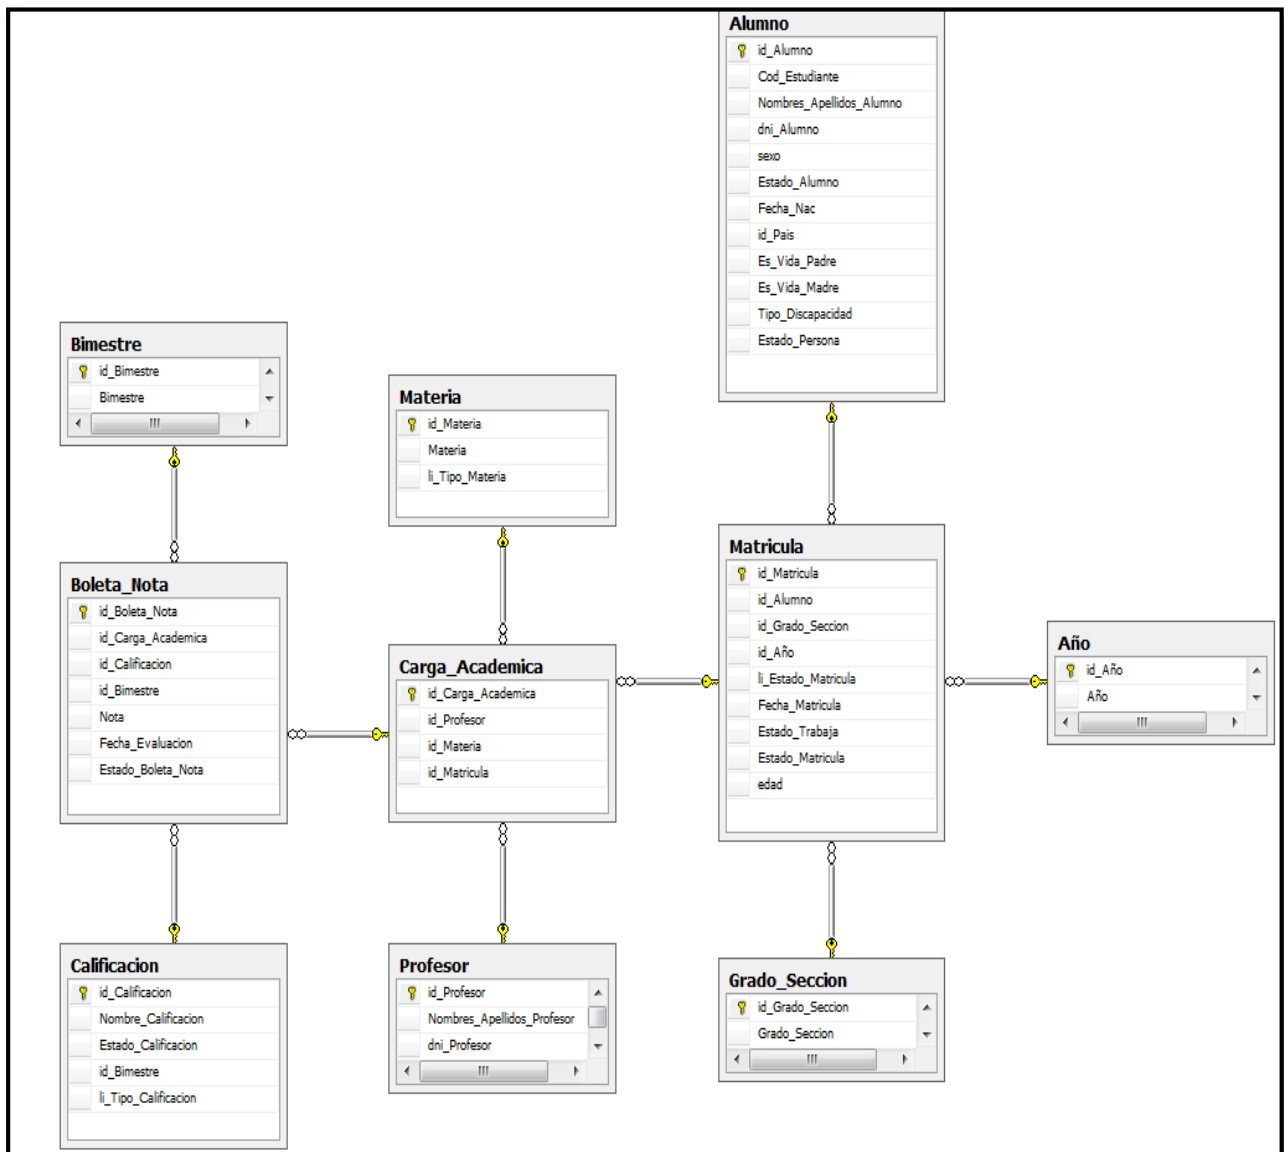 Alumno
id_Alumno
Cod_Estudiante
Nombres_Apellidos_Alumno
dni_Alumno
sexo
Estado_Alumno
Fecha_Nac
id_Pais
Es_Vida_Padre
Es_Vida_Madre
Tipo_Discapacidad
Estado_Persona
Bimestre
id_Bimestre
Bimestre
Materia
id_Materia
Materia
li_Tipo_Materia
Matricula
id_Matricula
id_Alumno
id_Grado_Seccion
id_Año
li_Estado_Matricula
Fecha_Matricula
Estado_Trabaja
Estado_Matricula
edad
Boleta_Nota
id_Boleta_Nota
id_Carga_Academica
id_Calificacion
id_Bimestre
Nota
Fecha_Evaluacion
Estado_Boleta_Nota
Carga_Academica
id_Carga_Academica
id_Profesor
id_Materia
id_Matricula
Año
id_Año
Año
Calificacion
id_Calificacion
Nombre_Calificacion
Estado_Calificacion
id_Bimestre
li_Tipo_Calificacion
Profesor
id_Profesor
Nombres_Apellidos_Profesor
dni_Profesor
Grado_Seccion
id_Grado_Seccion
Grado_Seccion